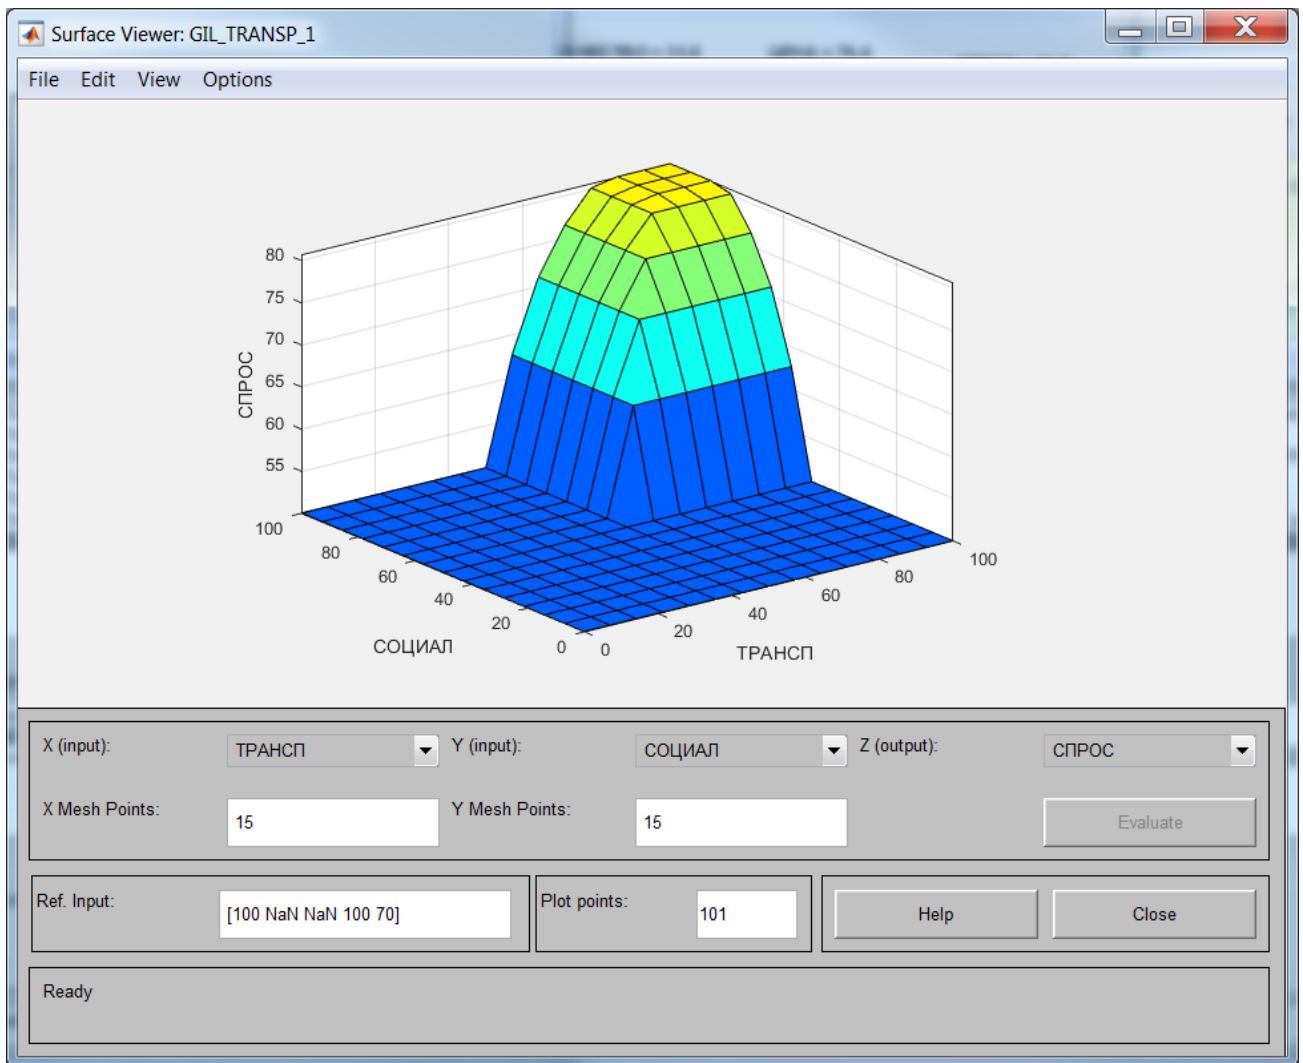 Surface Viewer: GIL_TRANSP_1
File Edit View Options
80
75
70
65
60
55
СПРОС
100
80
60
40
20
0
СОЦИАЛ
0
20
40
60
80
100
ТРАНСП
X (input): ТРАНСП Y (input): СОЦИАЛ Z (output): СПРОС
X Mesh Points: 15 Y Mesh Points: 15 Evaluate
Ref. Input: [100 NaN NaN 100 70] Plot points: 101 Help Close
Ready